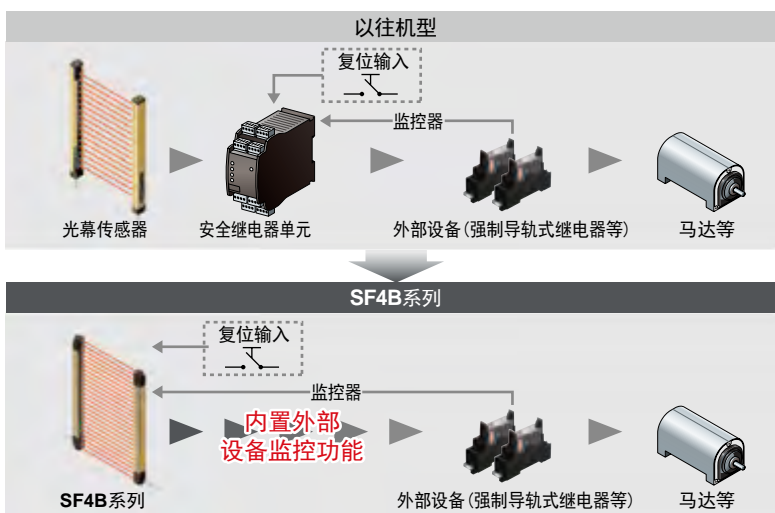 以往机型
复位输入
监控器
光幕传感器
安全继电器单元
外部设备(强制导轨式继电器等)
马达等
SF4B系列
复位输入
监控器
内置外部
设备监控功能
SF4B系列
外部设备(强制导轨式继电器等)
马达等